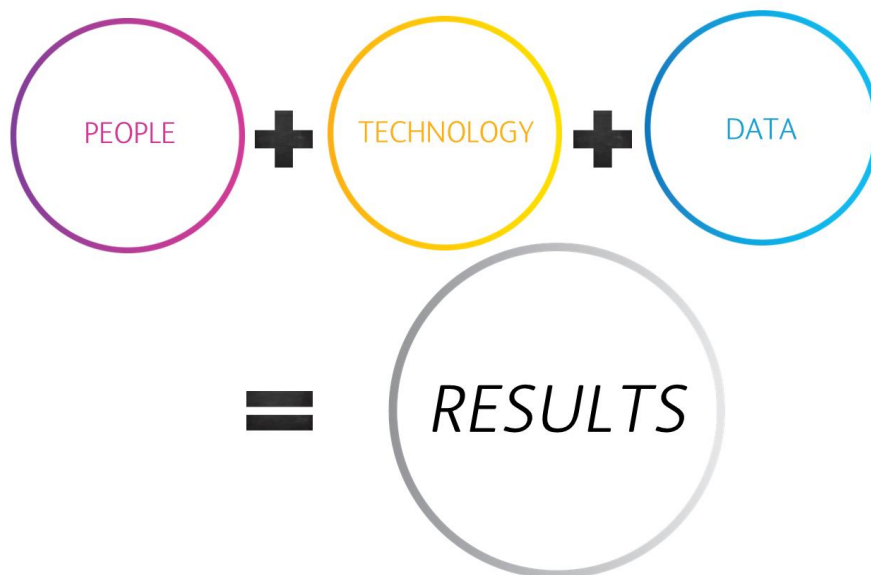 PEOPLE + TECHNOLOGY + DATA
= RESULTS